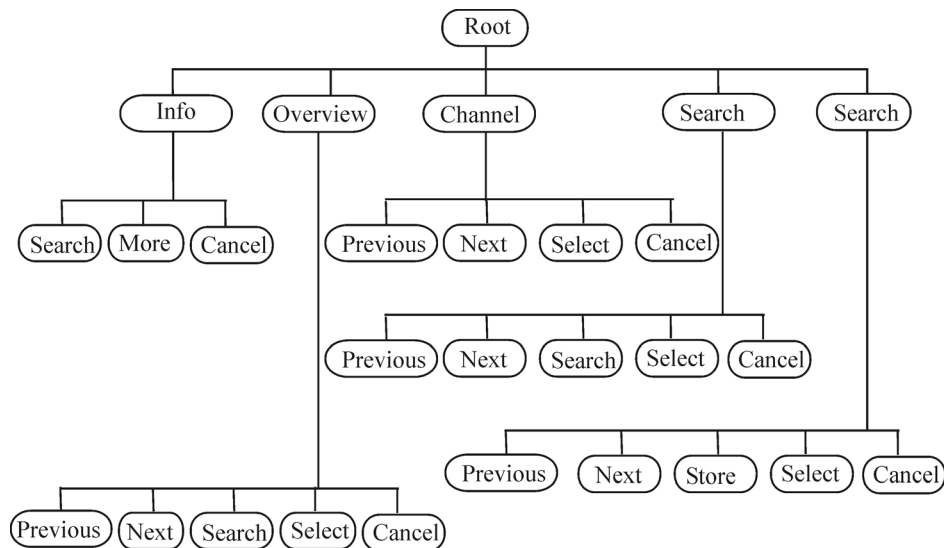 Root
Info Overview Channel Search Search
Search More Cancel Previous Next Select Cancel
Previous Next Search Select Cancel
Previous Next Store Select Cancel
Previous Next Search Select Cancel